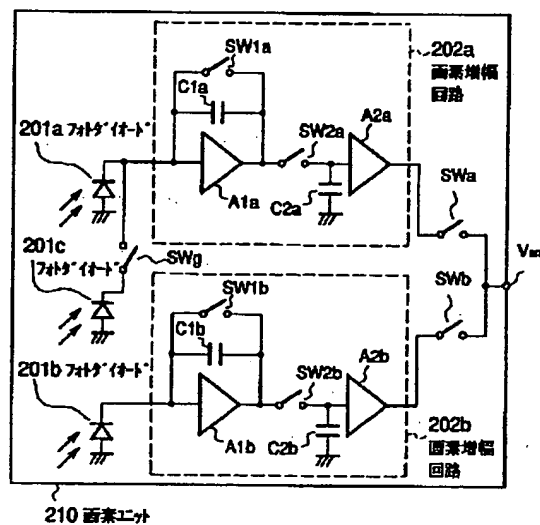 SW1a
202a
画素増幅
回路
C1a
A2a
SW2a
201a フォトダイオード
A1a
C2a
SWa
201c
フォトダイオード
SWg
SW1b
SWb
C1b
A2b
SW2b
201b フォトダイオード
A1b
C2b
202b
画素増幅
回路
210 画素ユニット